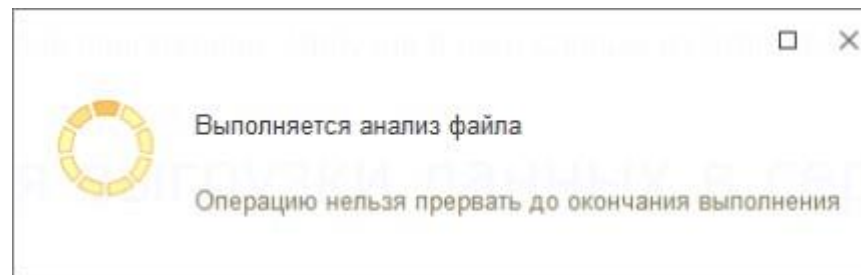 Выполняется анализ файла
Операцию нельзя прервать до окончания выполнения